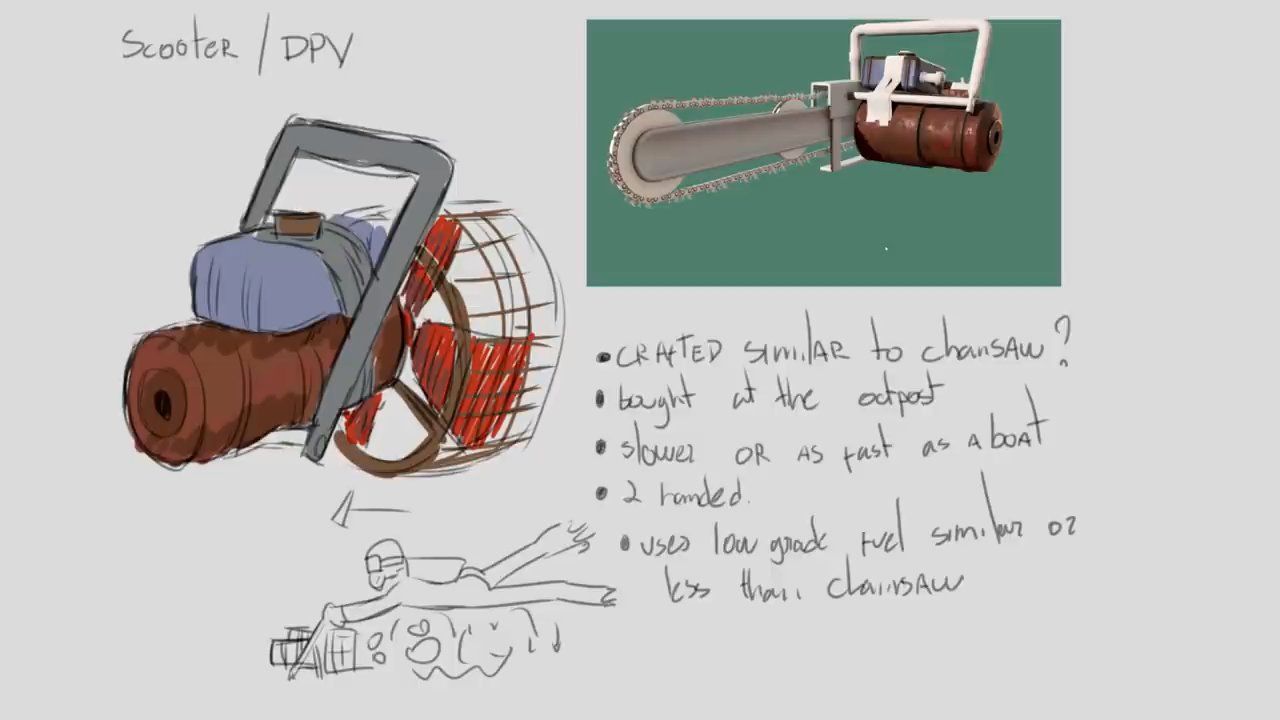 Scooter / DPV
• CRAFTED similAR to chainsAW ?
• bought at the outpost
• slower OR AS fast as A boAT
• 2 handed.
• uses low grade fuel similar or
less than chainsAW